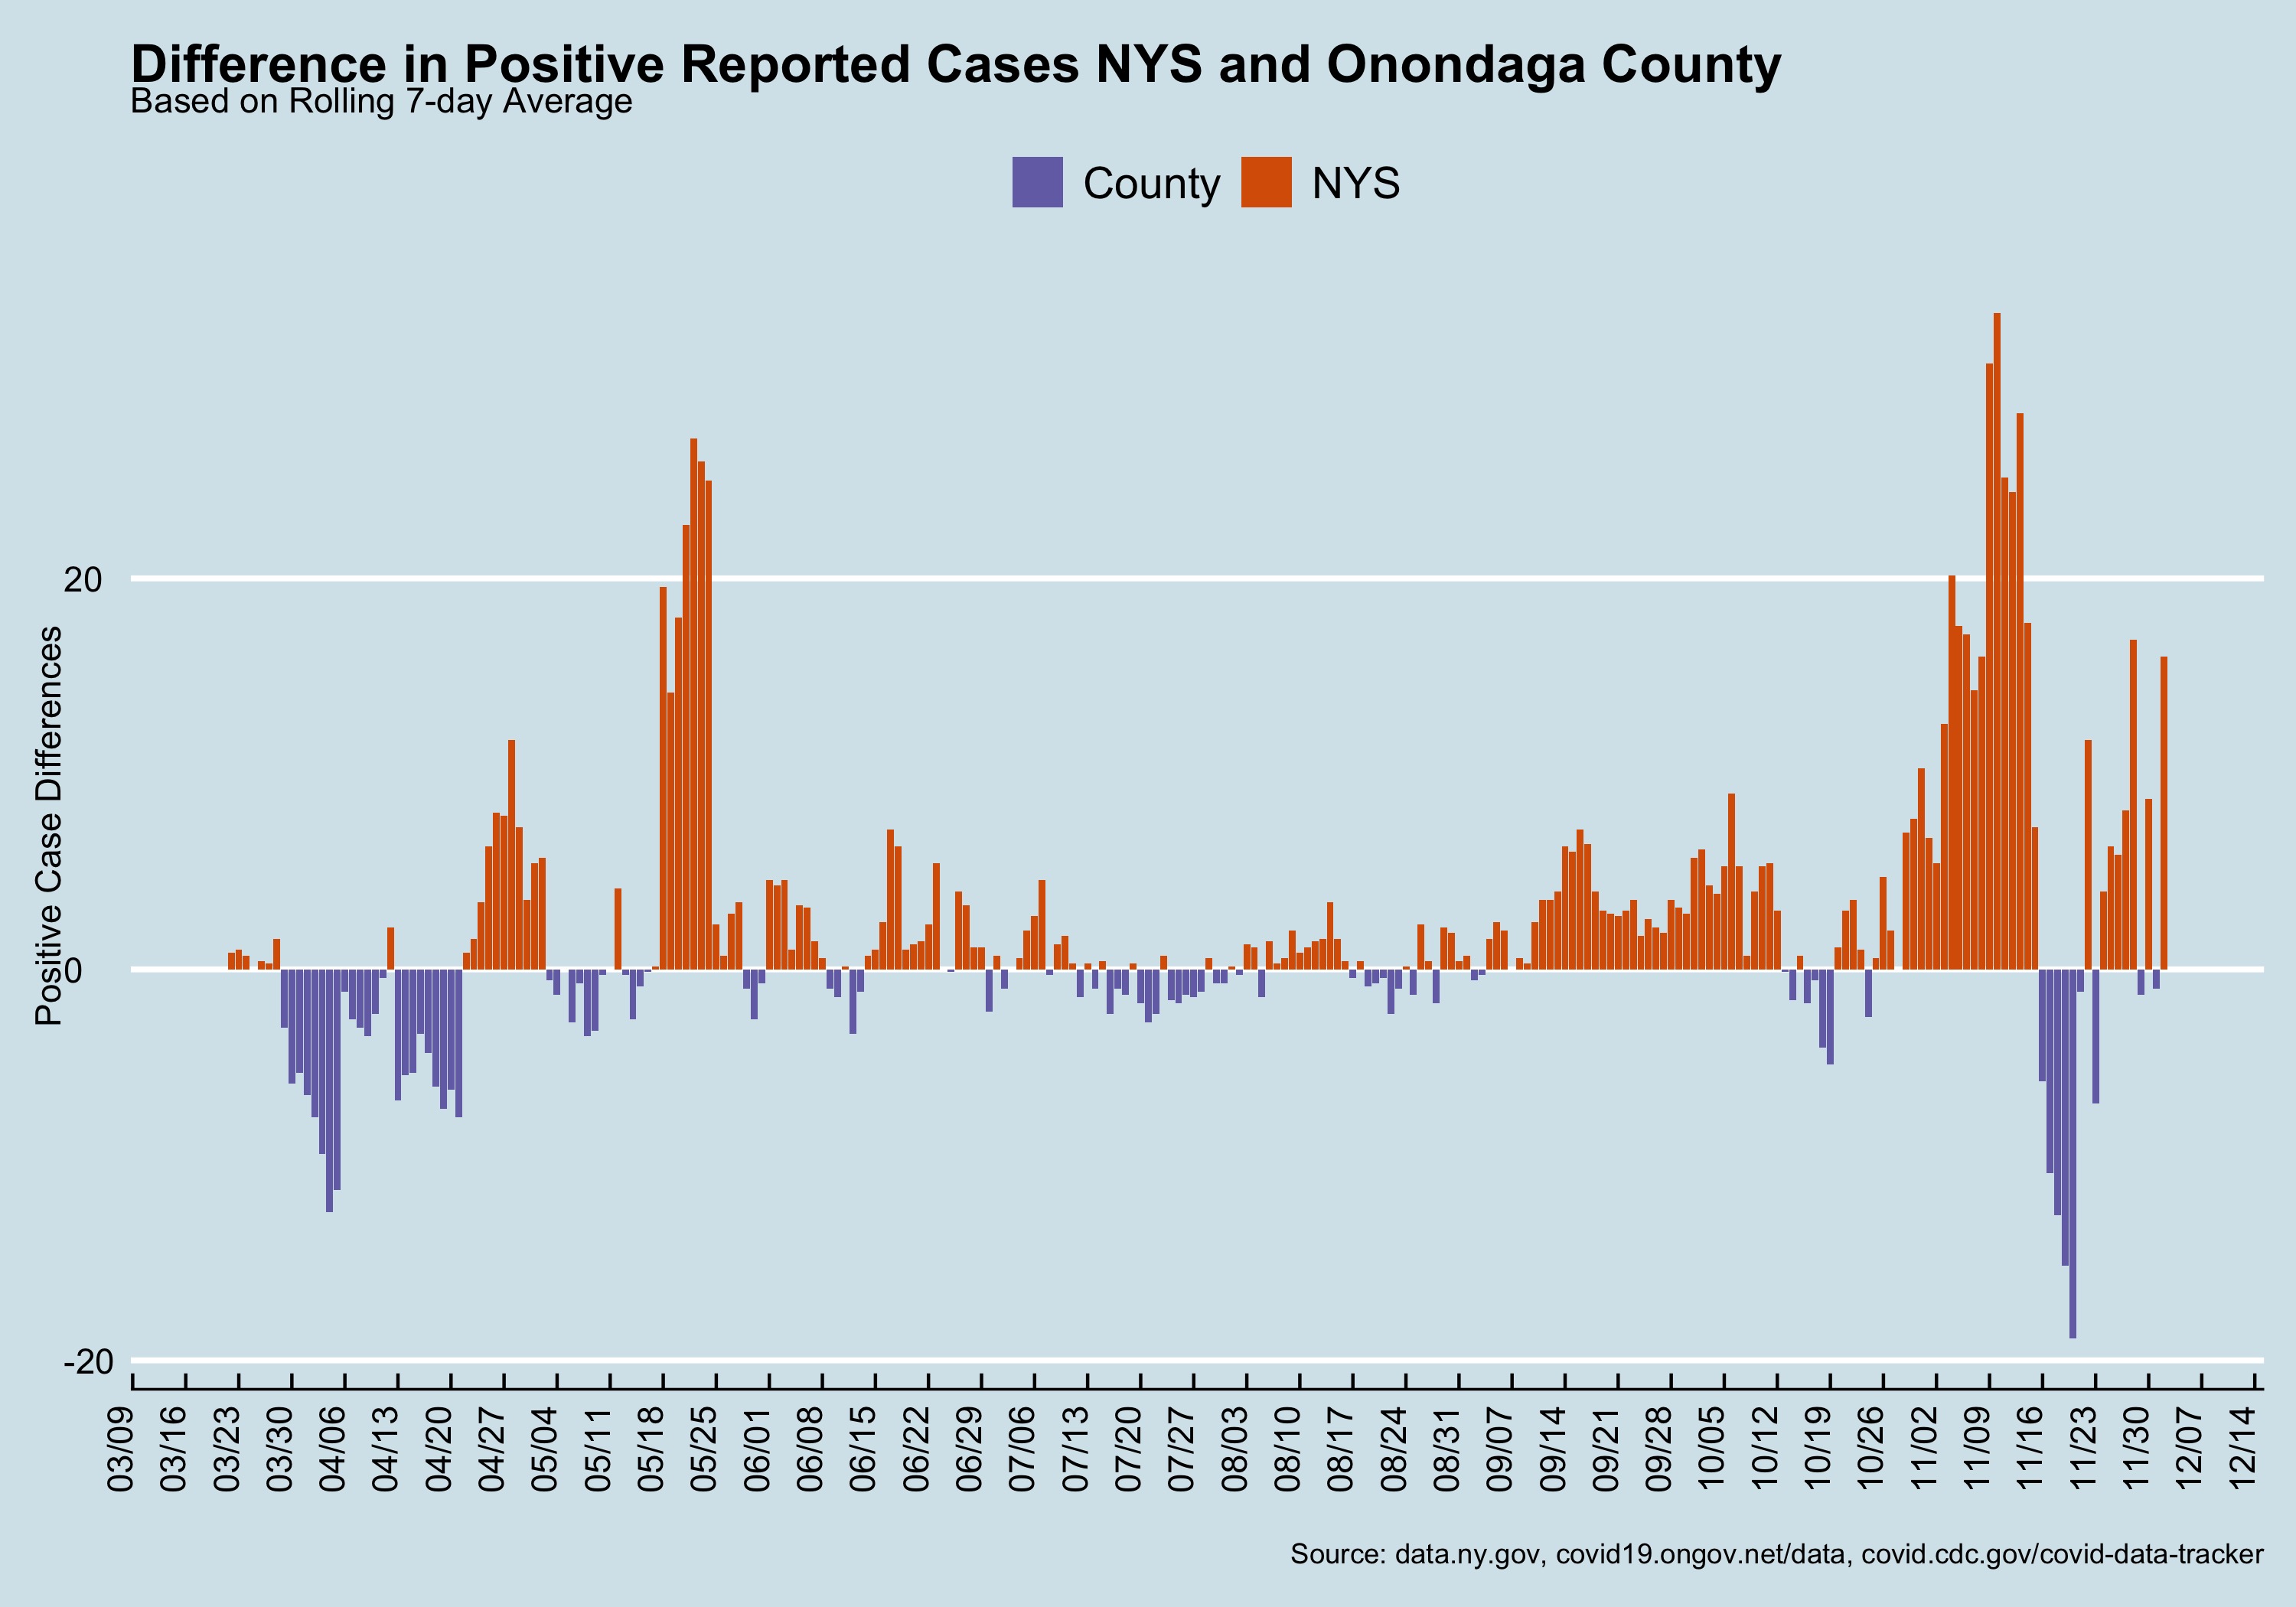 Difference in Positive Reported Cases NYS and Onondaga County
Based on Rolling 7-day Average
County NYS
Positive Case Differences
20
0
-20
03/09 03/16 03/23 03/30 04/06 04/13 04/20 04/27 05/04 05/11 05/18 05/25 06/01 06/08 06/15 06/22 06/29 07/06 07/13 07/20 07/27 08/03 08/10 08/17 08/24 08/31 09/07 09/14 09/21 09/28 10/05 10/12 10/19 10/26 11/02 11/09 11/16 11/23 11/30 12/07 12/14
Source: data.ny.gov, covid19.ongov.net/data, covid.cdc.gov/covid-data-tracker